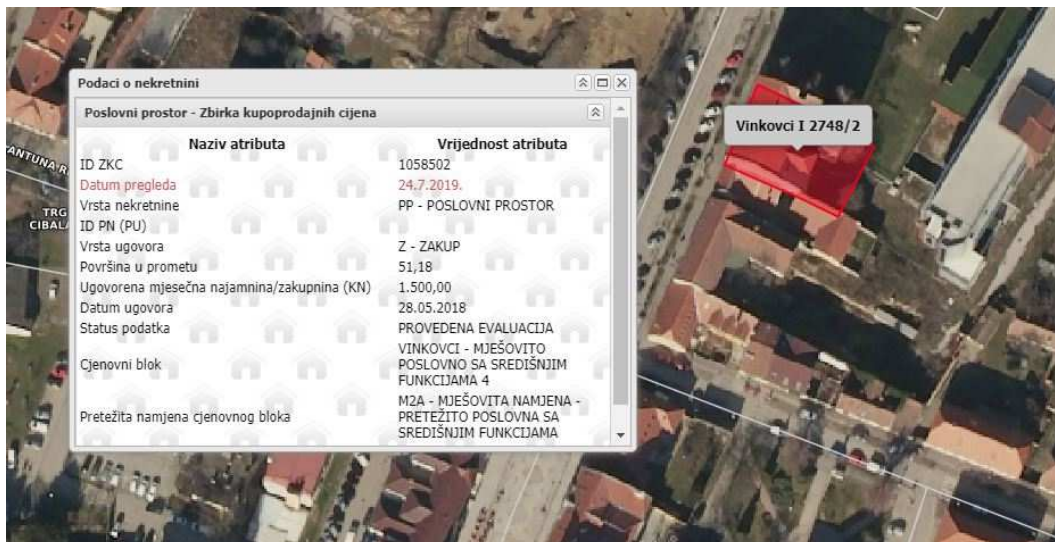 Podaci o nekretnini
Poslovni prostor - Zbirka kupoprodajnih cijena
Naziv atributa Vrijednost atributa
ID ZKC 1058502
Datum pregleda 24.7.2019.
Vrsta nekretnine PP - POSLOVNI PROSTOR
ID PN (PU)
Vrsta ugovora Z - ZAKUP
Površina u prometu 51,18
Ugovorena mjesečna najamnina/zakupnina (KN) 1.500,00
Datum ugovora 28.05.2018
Status podatka PROVEDENA EVALUACIJA
Cjenovni blok VINKOVCI - MJEŠOVITO
POSLOVNO SA SREDIŠNJIM
FUNKCIJAMA 4
Pretežita namjena cjenovnog bloka M2A - MJEŠOVITA NAMJENA -
PRETEŽITO POSLOVNA SA
SREDIŠNJIM FUNKCIJAMA
Vinkovci I 2748/2
TRG